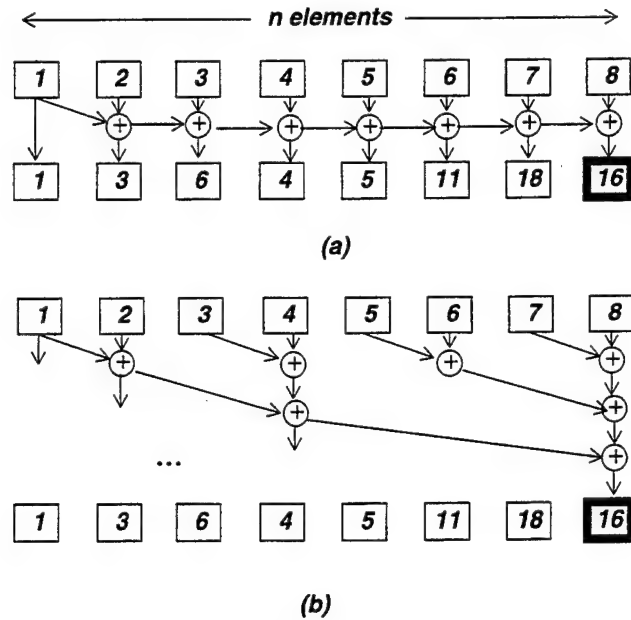 n elements
1 2 3 4 5 6 7 8
+ + + + + + +
1 3 6 4 5 11 18 16
(a)
1 2 3 4 5 6 7 8
+ + + +
+ +
+
...
1 3 6 4 5 11 18 16
(b)